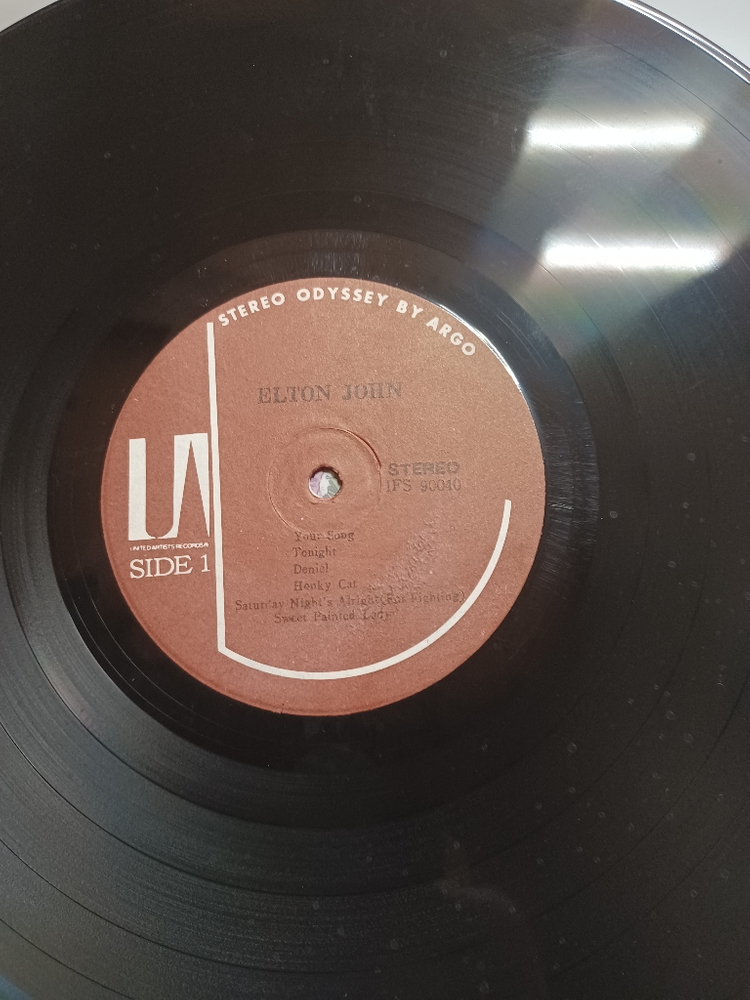 STEREO ODYSSEY BY ARGO
ELTON JOHN
STEREO
IFS 90040
UA
UNITED ARTISTS RECORDS
SIDE 1
Your Song
Tonight
Deniel
Honky Cat
Saturday Night's Alright(For Fighting)
Sweet Painted Lady